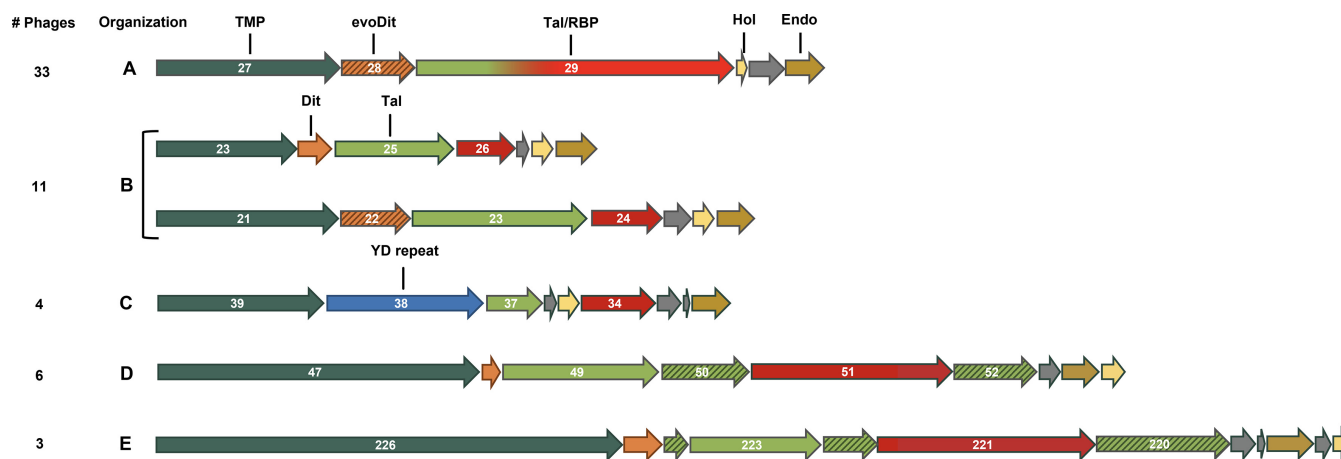 # Phages Organization TMP evoDit Tal/RBP Hol Endo
33 A 27 28 29
Dit Tal
23 25 26
11 B
21 22 23 24
YD repeat
4 C 39 38 37 34
6 D 47 49 50 51 52
3 E 226 223 221 220